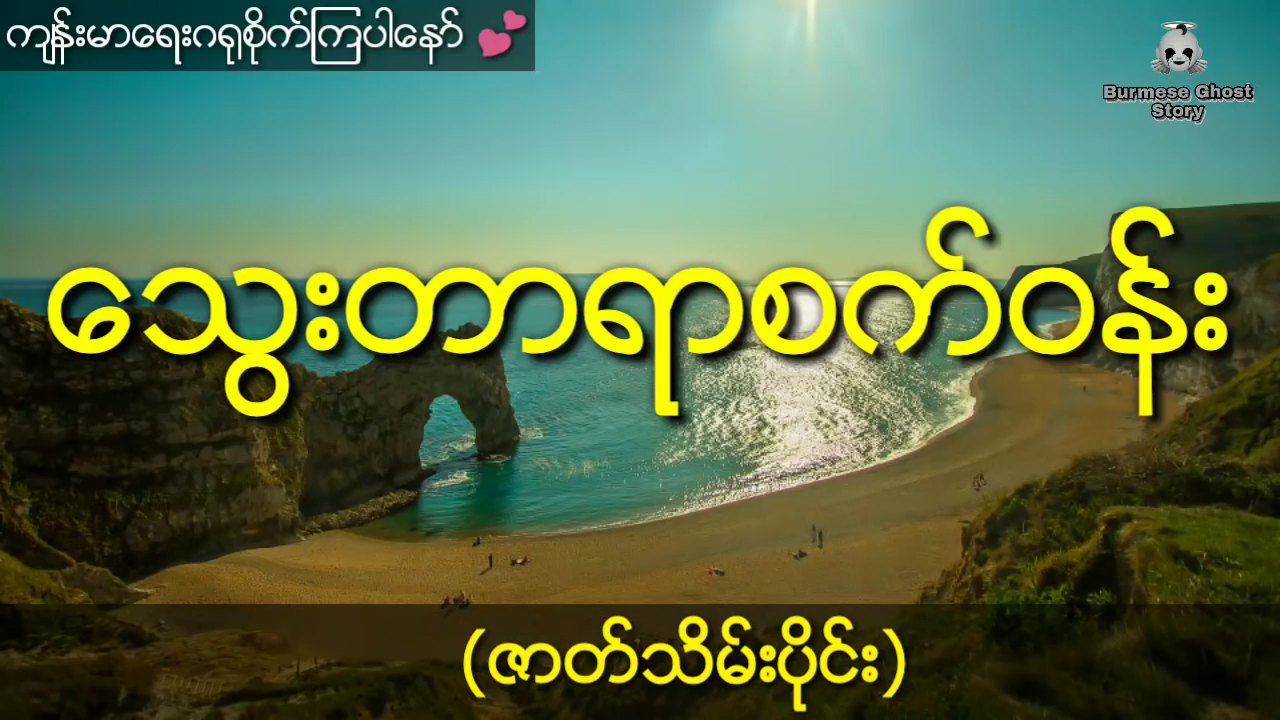 ကျန်းမာရေးဂရုစိုက်ကြပါနော် 💕
Burmese Ghost
Story
သွေးတာရာစက်ဝန်း
(ဇာတ်သိမ်းပိုင်း)